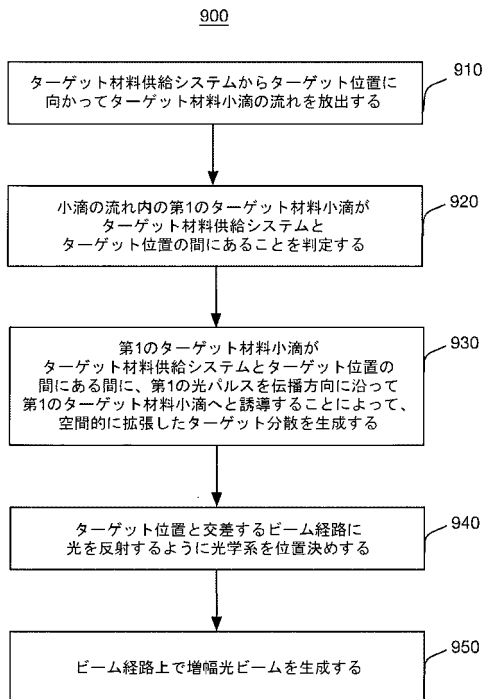 900
ターゲット材料供給システムからターゲット位置に
向かってターゲット材料小滴の流れを放出する
910
小滴の流れ内の第1のターゲット材料小滴が
ターゲット材料供給システムと
ターゲット位置の間にあることを判定する
920
第1のターゲット材料小滴が
ターゲット材料供給システムとターゲット位置の
間にある間に、第1の光パルスを伝播方向に沿って
第1のターゲット材料小滴へと誘導することによって、
空間的に拡張したターゲット分散を生成する
930
ターゲット位置と交差するビーム経路に
光を反射するように光学系を位置決めする
940
ビーム経路上で増幅光ビームを生成する
950